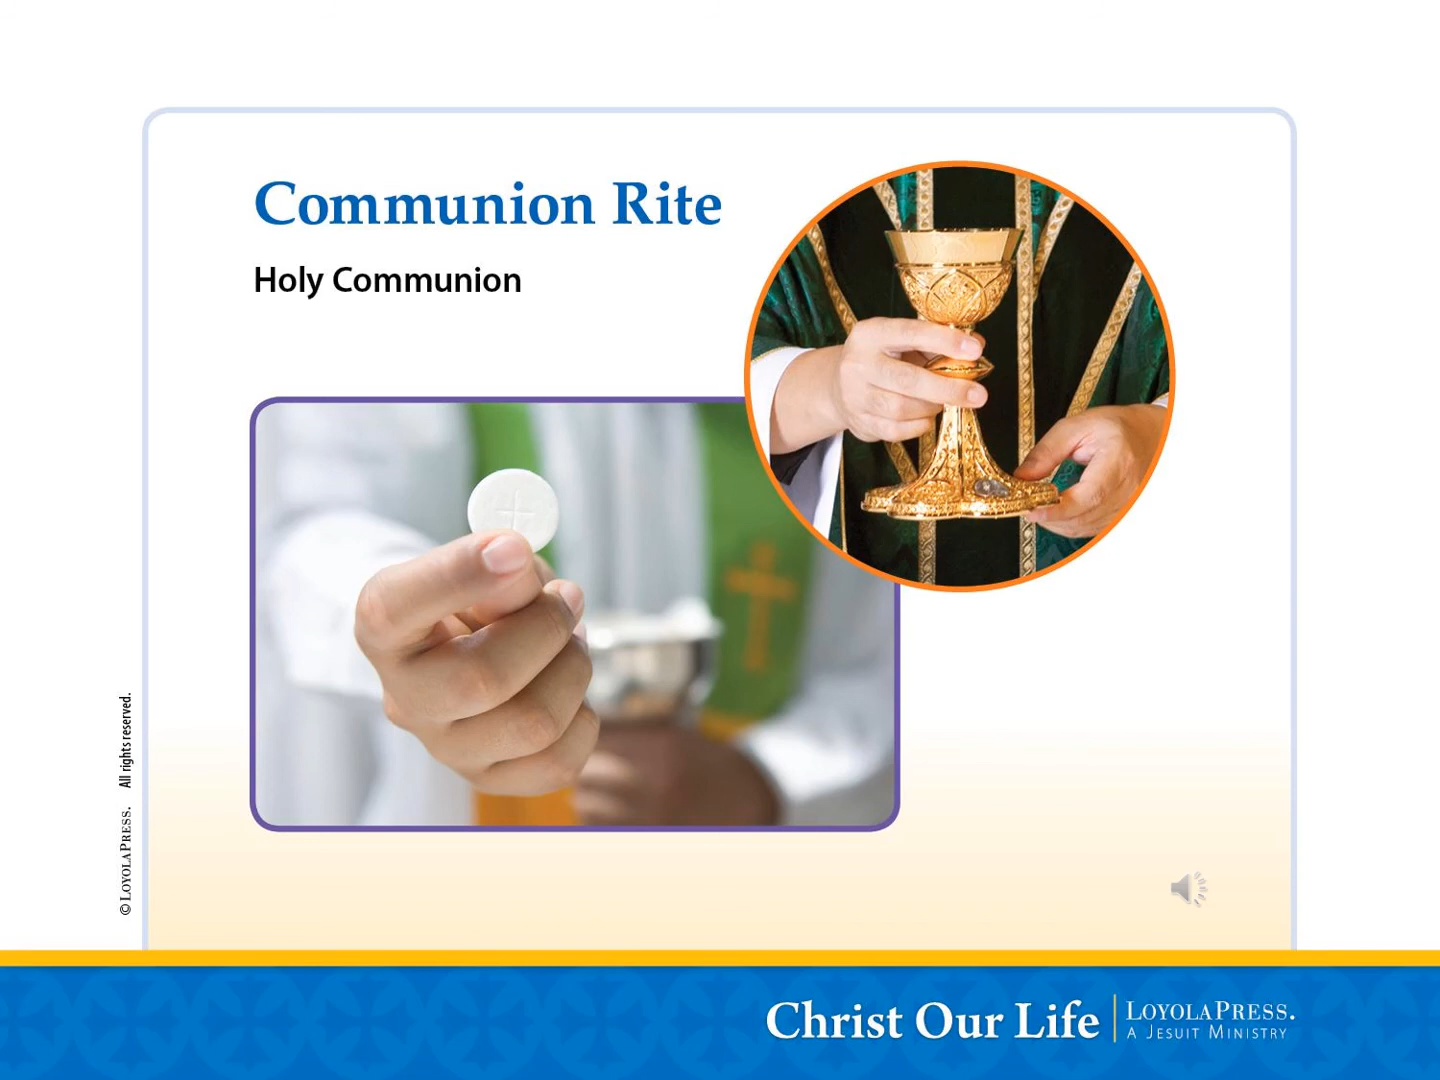 Communion Rite
Holy Communion
© LOYOLAPRESS. All rights reserved.
Christ Our Life
LOYOLAPRESS.
A JESUIT MINISTRY